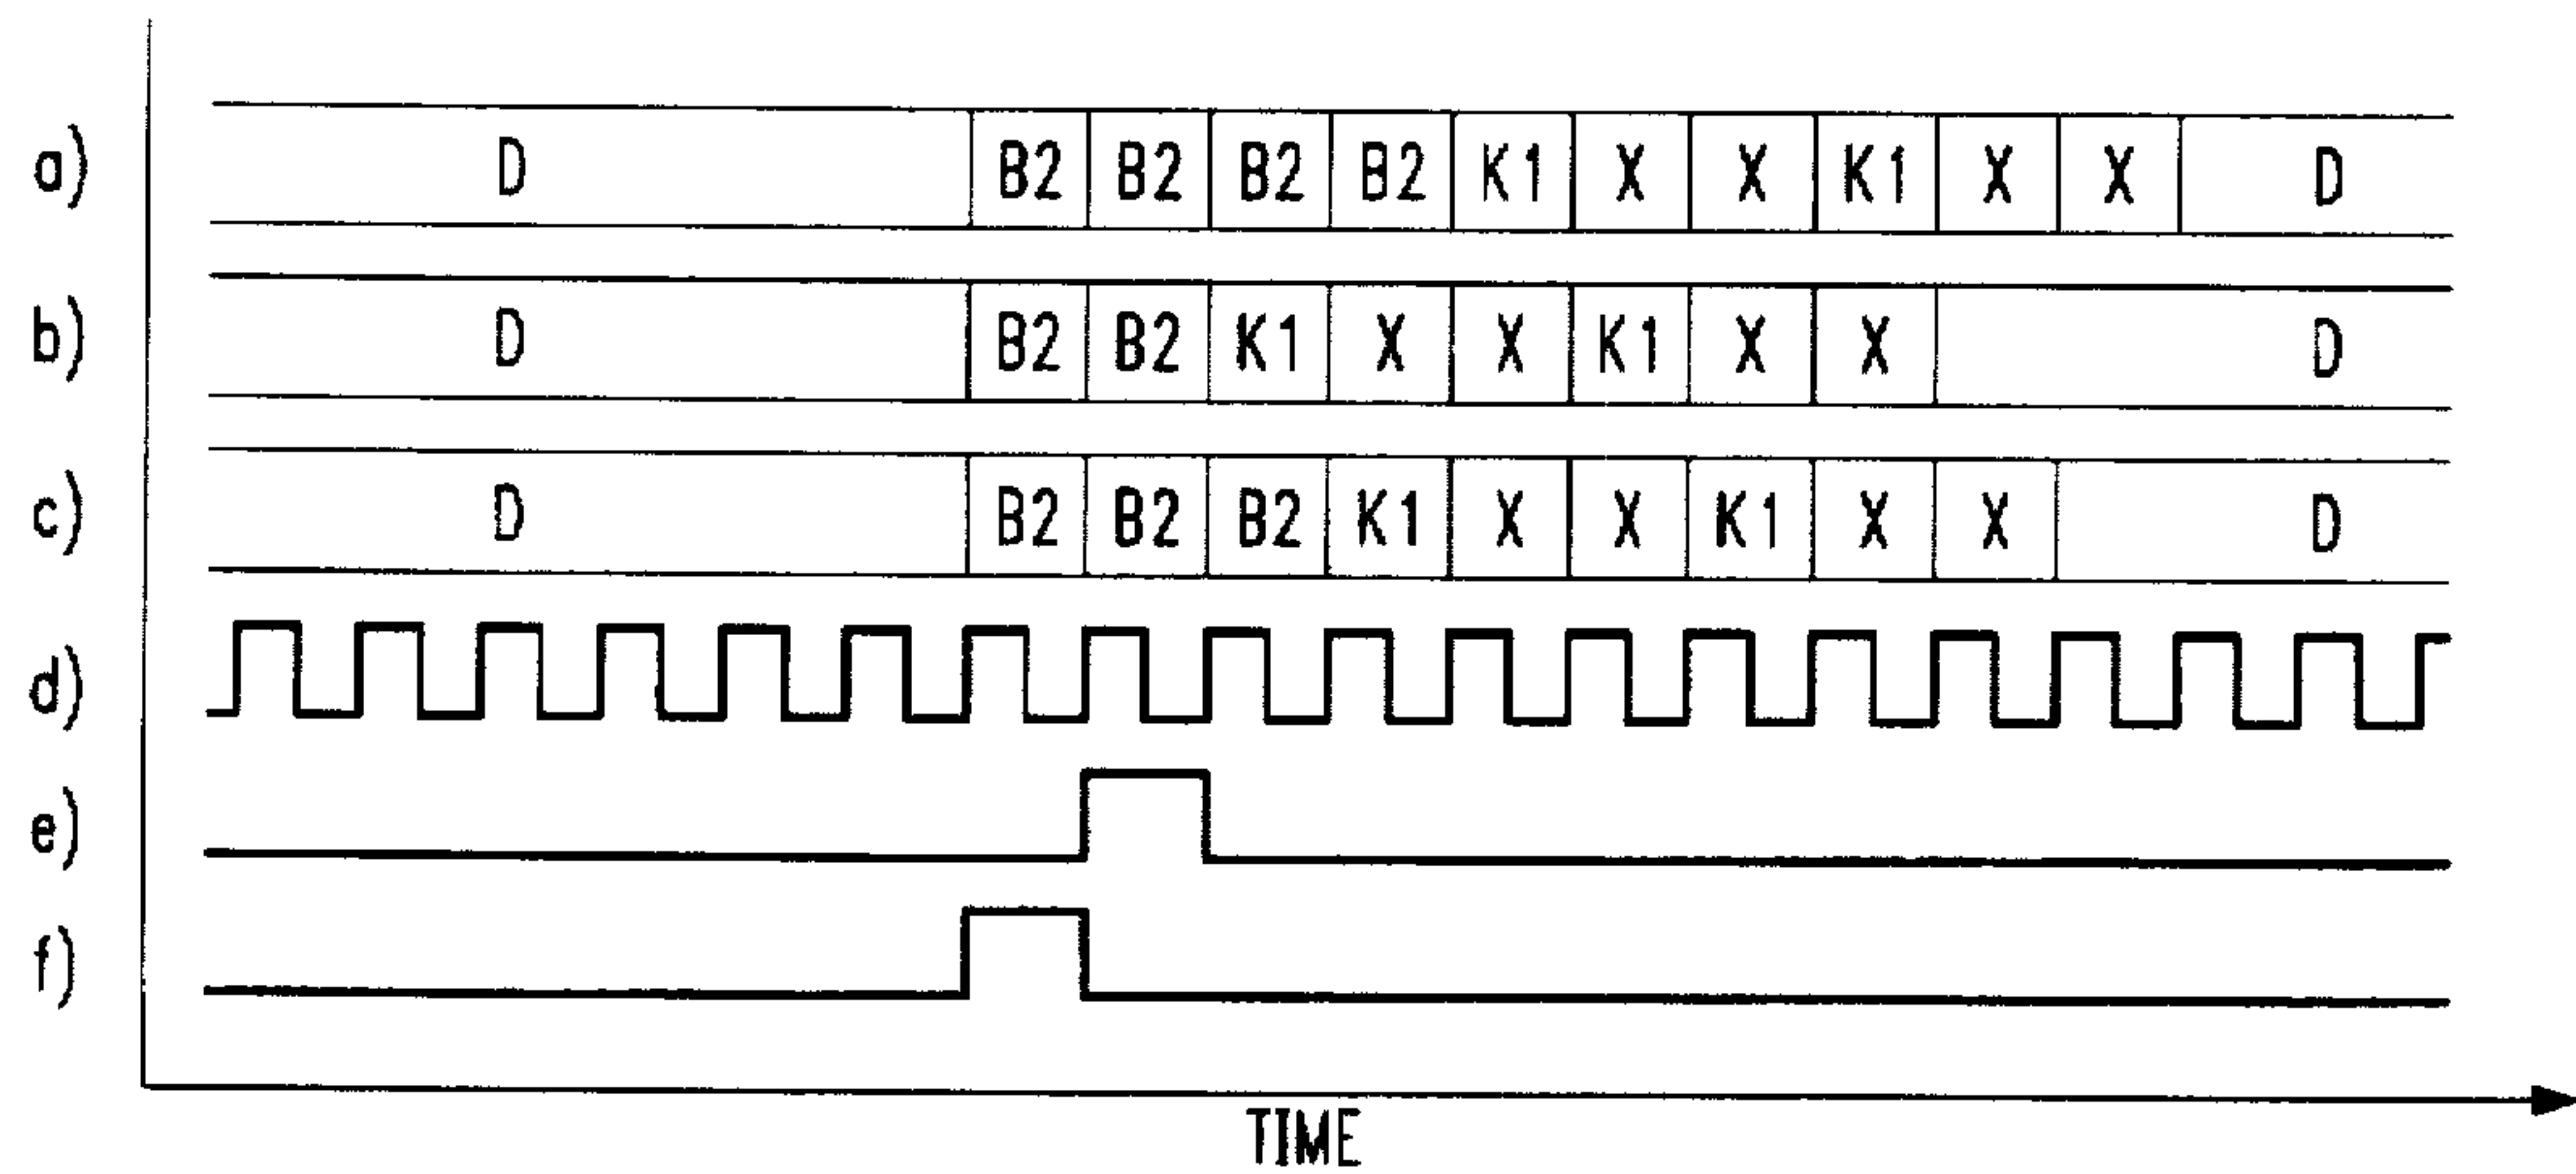 a) D B2 B2 B2 B2 K1 X X K1 X X D
b) D B2 B2 K1 X X K1 X X D
c) D B2 B2 B2 K1 X X K1 X X D
d)
e)
f)
TIME